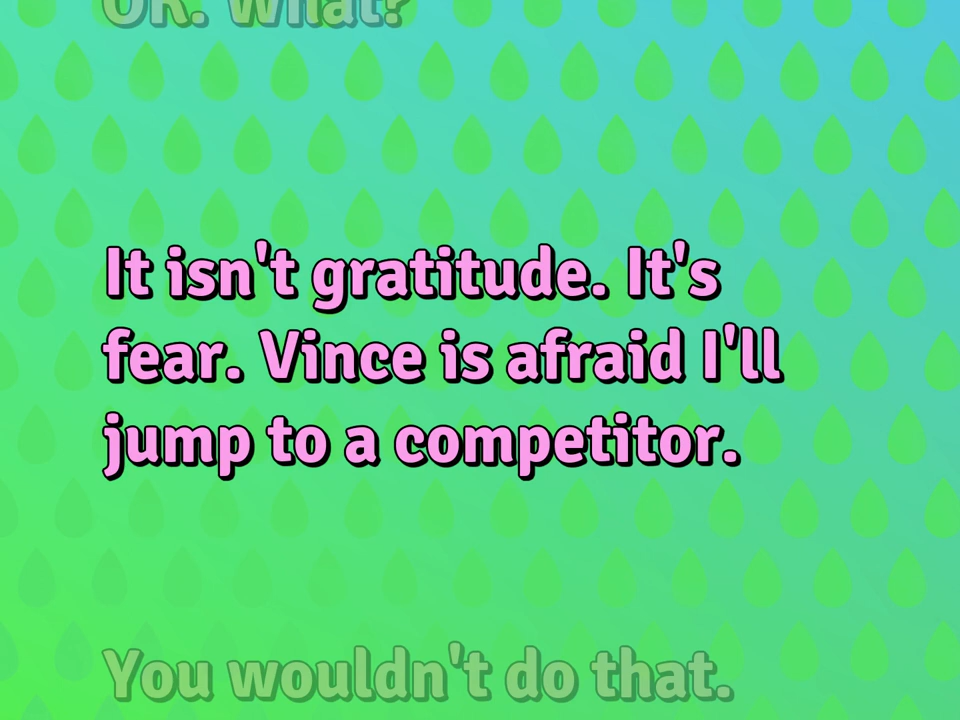 OK. What?
It isn't gratitude. It's
fear. Vince is afraid I'll
jump to a competitor.
You wouldn't do that.